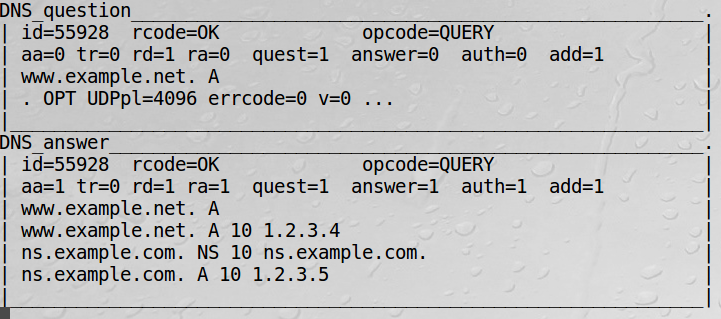 DNS_question____________________________________________________.
| id=55928  rcode=OK             opcode=QUERY                   |
| aa=0 tr=0 rd=1 ra=0  quest=1  answer=0  auth=0  add=1         |
| www.example.net. A                                            |
| . OPT UDPpl=4096 errcode=0 v=0 ...                            |
|_______________________________________________________________|
DNS_answer______________________________________________________.
| id=55928  rcode=OK             opcode=QUERY                   |
| aa=1 tr=0 rd=1 ra=1  quest=1  answer=1  auth=1  add=1         |
| www.example.net. A                                            |
| www.example.net. A 10 1.2.3.4                                 |
| ns.example.com. NS 10 ns.example.com.                         |
| ns.example.com. A 10 1.2.3.5                                  |
|_______________________________________________________________|